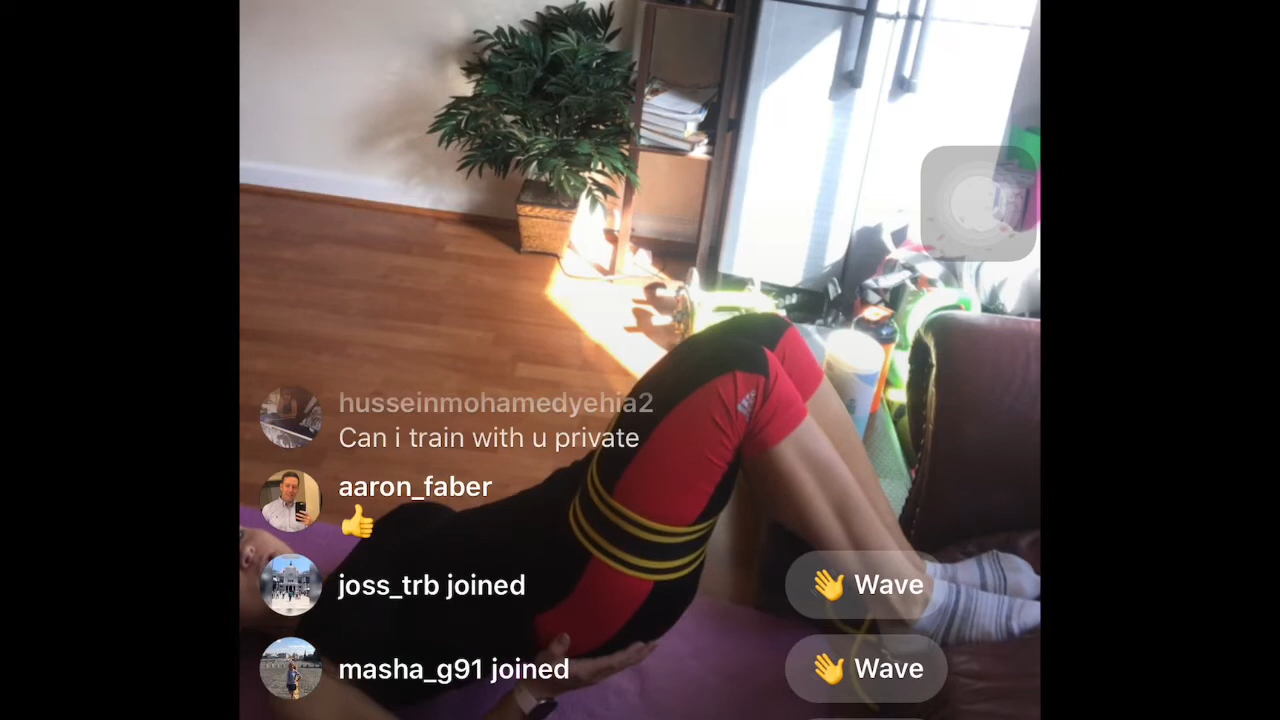 husseinmohamedyehia2
Can i train with u private
aaron_faber
👍
joss_trb joined
👋 Wave
masha_g91 joined
👋 Wave